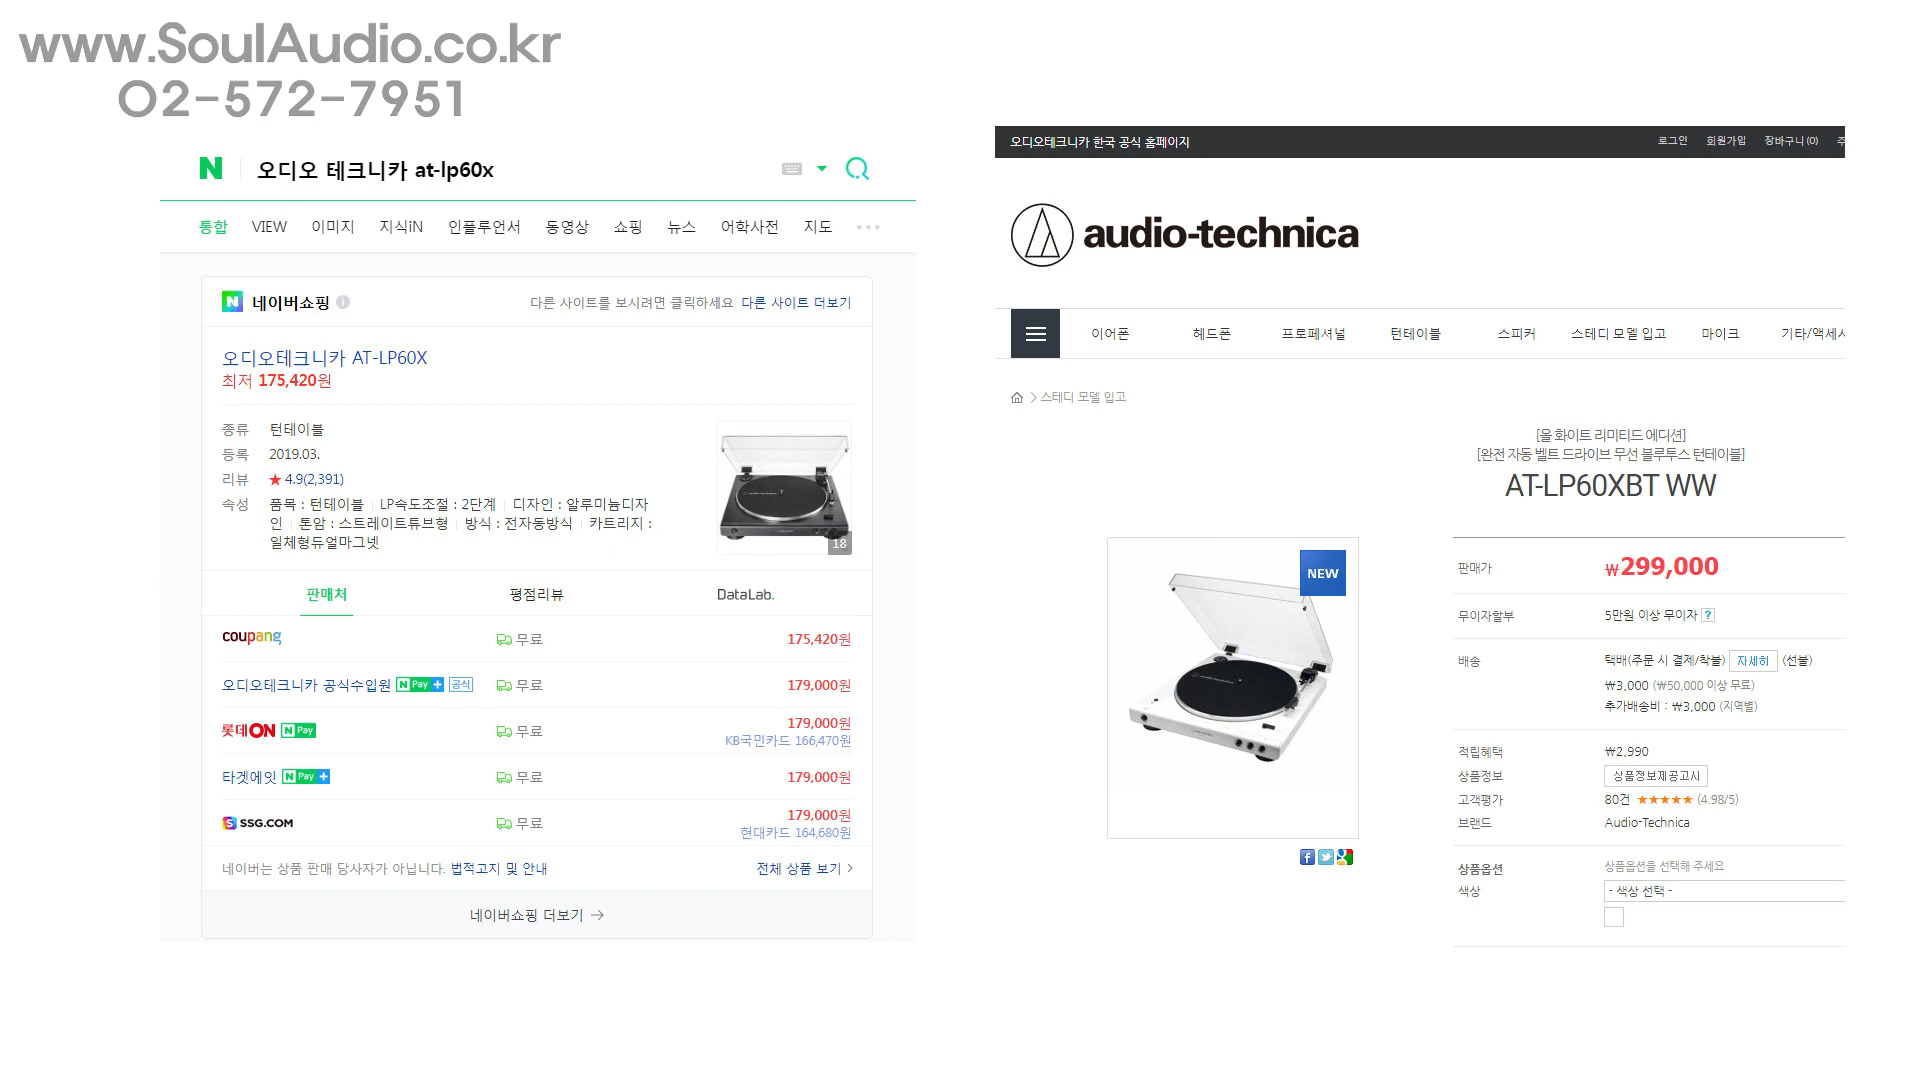 www.SoulAudio.co.kr
02-572-7951
N 오디오 테크니카 at-lp60x
통합 VIEW 이미지 지식iN 인플루언서 동영상 쇼핑 뉴스 어학사전 지도
N 네이버쇼핑 다른 사이트를 보시려면 클릭하세요 다른 사이트 더보기
오디오테크니카 AT-LP60X
최저 175,420원
종류 턴테이블
등록 2019.03.
리뷰 ★ 4.9(2,391)
속성 품목 : 턴테이블 LP속도조절 : 2단계 디자인 : 알루미늄디자
인 톤암 : 스트레이트튜브형 방식 : 전자동방식 카트리지 :
일체형듀얼마그넷
18
판매처 평점리뷰 DataLab.
coupang 무료 175,420원
오디오테크니카 공식수입원 N Pay + 공식 무료 179,000원
롯데ON N Pay 무료 179,000원
KB국민카드 166,470원
타겟에잇 N Pay + 무료 179,000원
SSG.COM 무료 179,000원
현대카드 164,680원
네이버는 상품 판매 당사자가 아닙니다. 법적고지 및 안내 전체 상품 보기 >
네이버쇼핑 더보기 →
오디오테크니카 한국 공식 홈페이지 로그인 회원가입 장바구니 (0)
audio-technica
이어폰 헤드폰 프로페셔널 턴테이블 스피커 스테디 모델 입고 마이크 기타/액세
> 스테디 모델 입고
[올 화이트 리미티드 에디션]
[완전 자동 벨트 드라이브 무선 블루투스 턴테이블]
AT-LP60XBT WW
NEW
판매가 ₩299,000
무이자할부 5만원 이상 무이자 ?
배송 택배(주문 시 결제/착불) 자세히 (선불)
₩3,000 (₩50,000 이상 무료)
추가배송비 : ₩3,000 (지역별)
적립혜택 ₩2,990
상품정보 상품정보제공고시
고객평가 80건 ★★★★★ (4.98/5)
브랜드 Audio-Technica
상품옵션 상품옵션을 선택해 주세요
색상 - 색상 선택 -